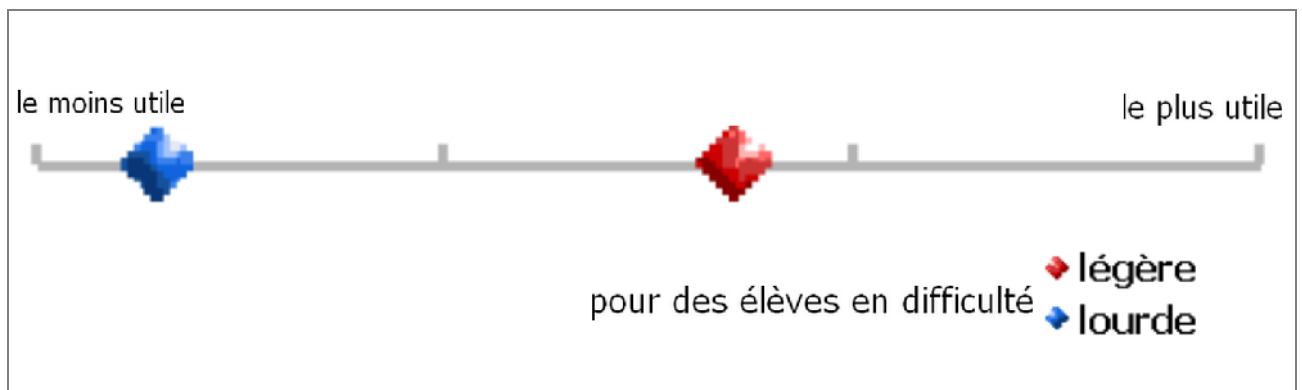 le moins utile
le plus utile
pour des élèves en difficulté
légère
lourde